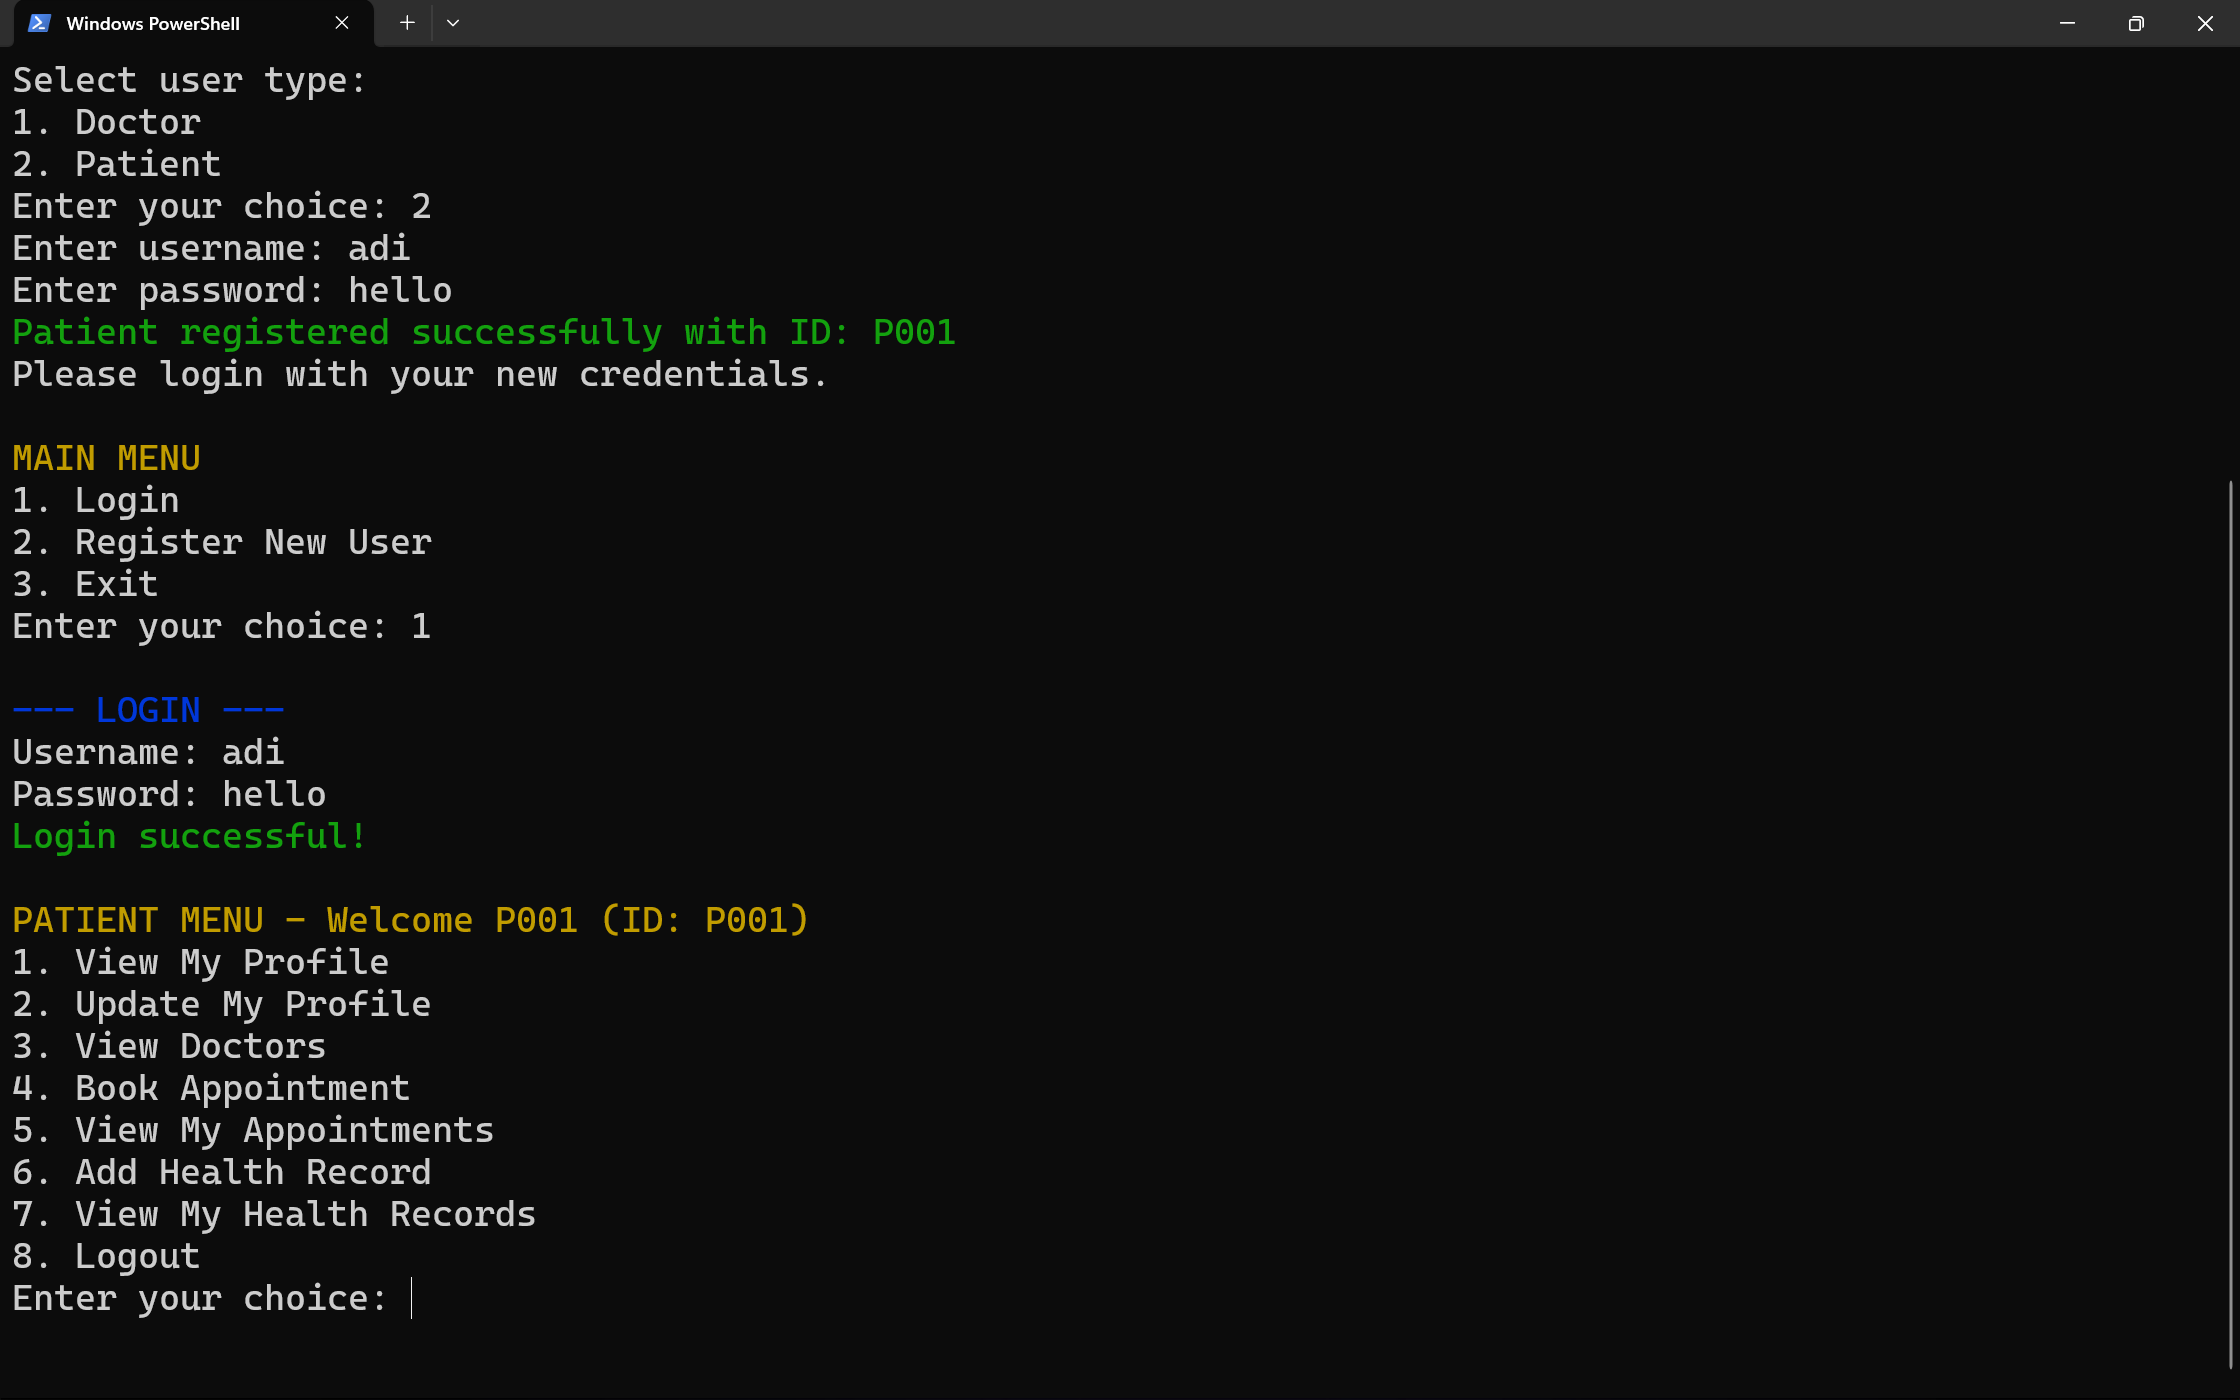 Windows PowerShell
Select user type:
1. Doctor
2. Patient
Enter your choice: 2
Enter username: adi
Enter password: hello
Patient registered successfully with ID: P001
Please login with your new credentials.
MAIN MENU
1. Login
2. Register New User
3. Exit
Enter your choice: 1
--- LOGIN ---
Username: adi
Password: hello
Login successful!
PATIENT MENU - Welcome P001 (ID: P001)
1. View My Profile
2. Update My Profile
3. View Doctors
4. Book Appointment
5. View My Appointments
6. Add Health Record
7. View My Health Records
8. Logout
Enter your choice: